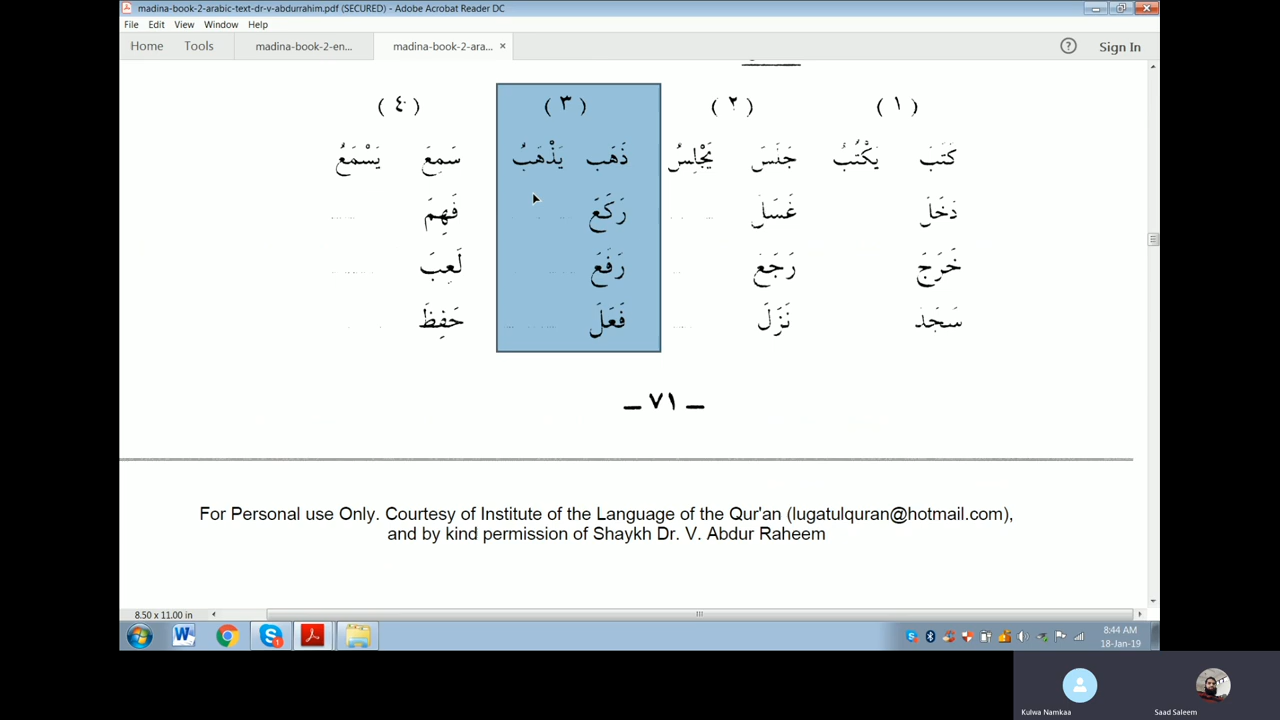 madina-book-2-arabic-text-dr-v-abdurrahim.pdf (SECURED) - Adobe Acrobat Reader DC
File Edit View Window Help
Home Tools madina-book-2-en... madina-book-2-ara... × ? Sign In
( ١ ) ( ٢ ) ( ٣ ) ( ٤ )
كَتَبَ يَكْتُبُ جَلَسَ يَجْلِسُ ذَهَب يَذْهَبُ سَمِعَ يَسْمَعُ
دَخَلَ غَسَلَ رَكَعَ فَهِمَ
خَرَجَ رَجَعَ رَفَعَ لَعِبَ
سَجَدَ نَزَلَ فَعَلَ حَفِظَ
– ٧١ –
For Personal use Only. Courtesy of Institute of the Language of the Qur'an (lugatulquran@hotmail.com),
and by kind permission of Shaykh Dr. V. Abdur Raheem
8.50 x 11.00 in
8:44 AM
18-Jan-19
Kulwa Namkaa
Saad Saleem